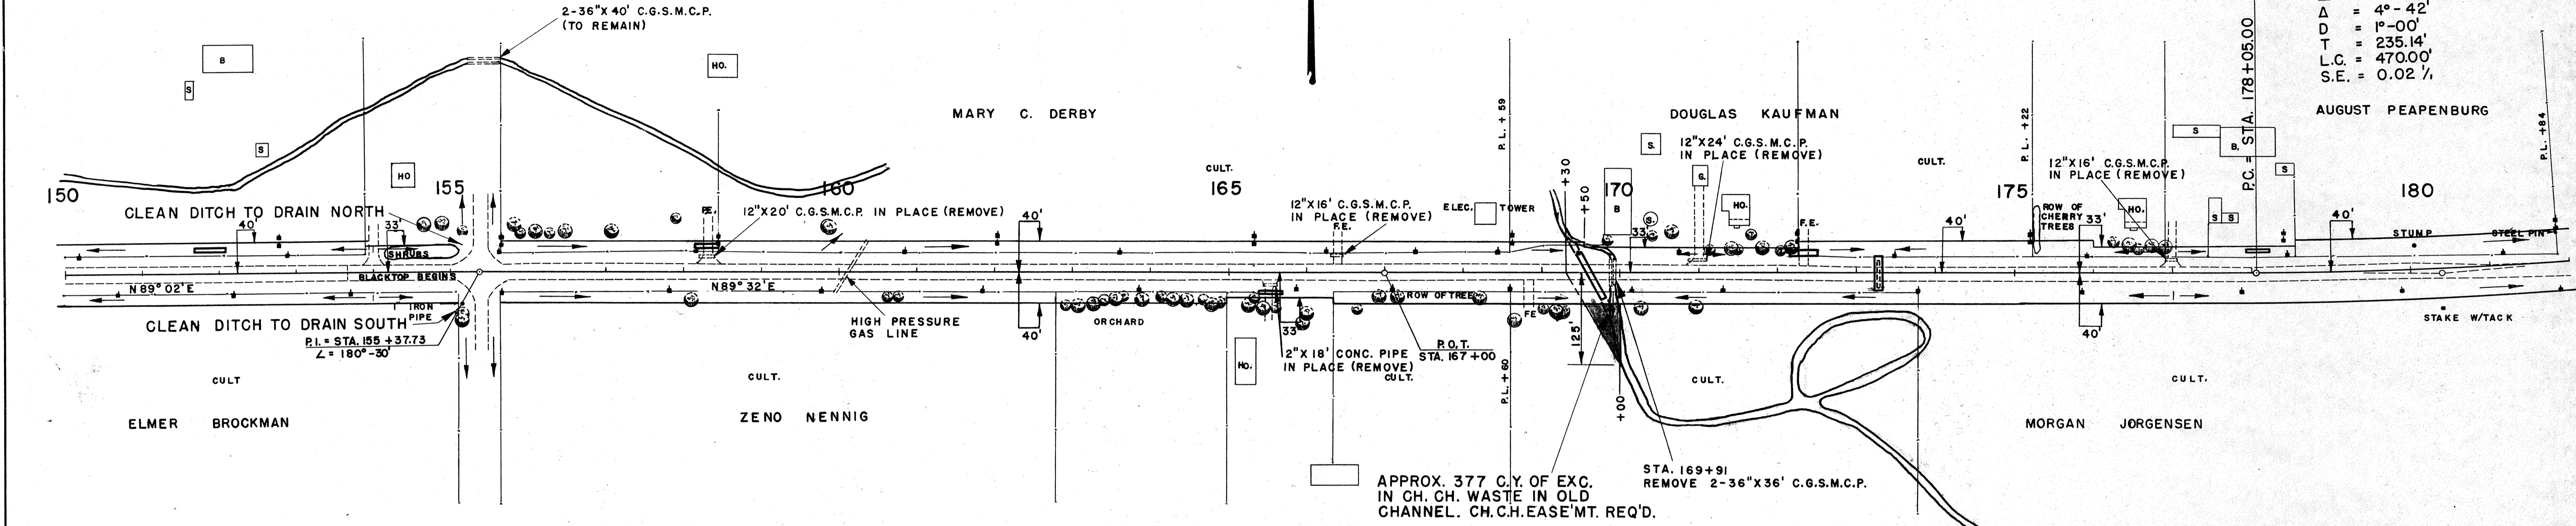 2-36"X 40' C.G.S.M.C.P.
(TO REMAIN)
Δ = 4°-42'
D = 1°-00'
T = 235.14'
L.C. = 470.00'
S.E. = 0.02 '/,
B
S
S
HO.
HO
MARY C. DERBY
DOUGLAS KAUFMAN
AUGUST PEAPENBURG
P.L. + 59
P.L. +22
P.C. = STA. 178+05.00
P.L. +84
CULT.
CULT.
S.
12"X24' C.G.S.M.C.P.
IN PLACE (REMOVE)
12"X16' C.G.S.M.C.P.
IN PLACE (REMOVE)
S
B.
S
+30
+50
150
155
160
165
170
175
180
CLEAN DITCH TO DRAIN NORTH
F.E.
12"X20' C.G.S.M.C.P. IN PLACE (REMOVE)
12"X16' C.G.S.M.C.P.
IN PLACE (REMOVE)
F.E.
ELEC. TOWER
B
S.
G.
HO.
F.E.
ROW OF
CHERRY
TREES
HO.
S S
40'
33'
40'
33'
40'
33'
40'
SHRUBS
STUMP
STEEL PIN
BLACKTOP BEGINS
N 89° 02' E
N 89° 32' E
IRON
PIPE
CLEAN DITCH TO DRAIN SOUTH
P.I. = STA. 155 + 37.73
∠ = 180°-30'
HIGH PRESSURE
GAS LINE
40'
ORCHARD
33'
ROW OF TREES
FE
125'
40'
STAKE W/TACK
HO.
12"X 18' CONC. PIPE
IN PLACE (REMOVE)
P.O.T.
STA. 167 +00
P.L. + 60
+00
CULT
CULT.
CULT.
CULT.
CULT.
ELMER BROCKMAN
ZENO NENNIG
MORGAN JORGENSEN
STA. 169+91
REMOVE 2-36"X36' C.G.S.M.C.P.
APPROX. 377 C.Y. OF EXC.
IN CH. CH. WASTE IN OLD
CHANNEL. CH.C.H. EASE'MT. REQ'D.